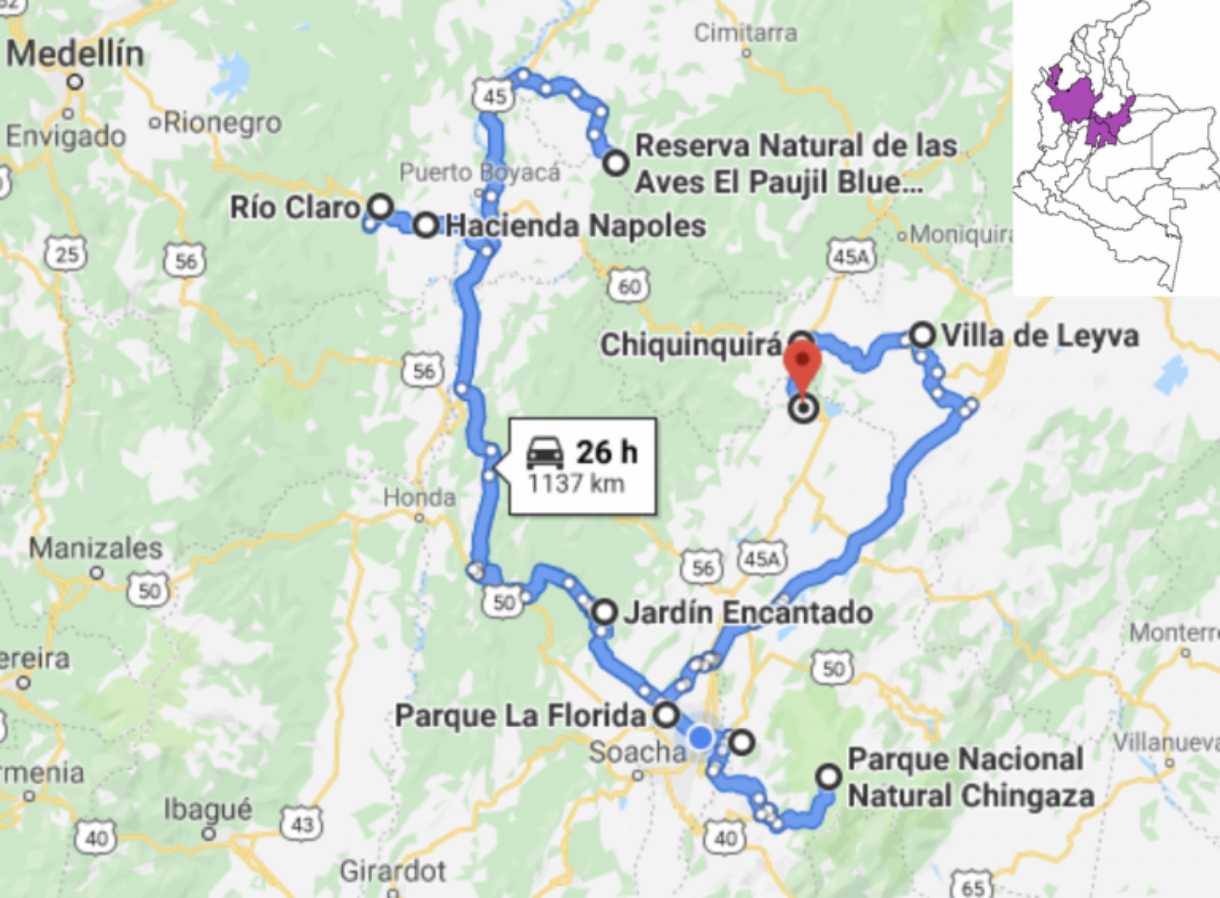 62
Cimitarra
Medellín
45
Rionegro
Envigado
Reserva Natural de las
Aves El Paujil Blue...
Puerto Boyacá
Río Claro
Hacienda Napoles
25
56
45A
60
Chiquinquirá
Villa de Leyva
56
26 h
1137 km
Honda
Manizales
50
56
45A
50
Jardín Encantado
Monterr
ereira
50
Parque La Florida
Soacha
Villanueva
Parque Nacional
Natural Chingaza
rmenia
Ibagué
43
40
40
Girardot
65